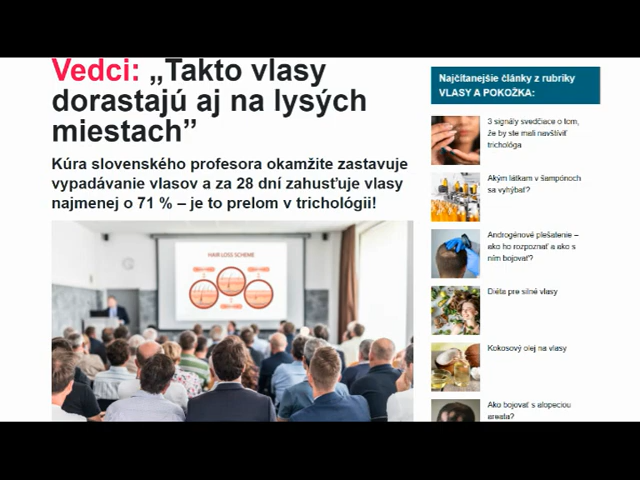 Vedci: „Takto vlasy
dorastajú aj na lysých
miestach”
Kúra slovenského profesora okamžite zastavuje
vypadávanie vlasov a za 28 dní zahusťuje vlasy
najmenej o 71 % – je to prelom v trichológii!
HAIR LOSS SCHEME
Najčítanejšie články z rubriky
VLASY A POKOŽKA:
3 signály svedčiace o tom,
že by ste mali navštíviť
trichológa
Akým látkam v šampónoch
sa vyhýbať?
Androgénové plešatenie –
ako ho rozpoznať a ako s
ním bojovať?
Diéta pre silné vlasy
Kokosový olej na vlasy
Ako bojovať s alopeciou
areata?